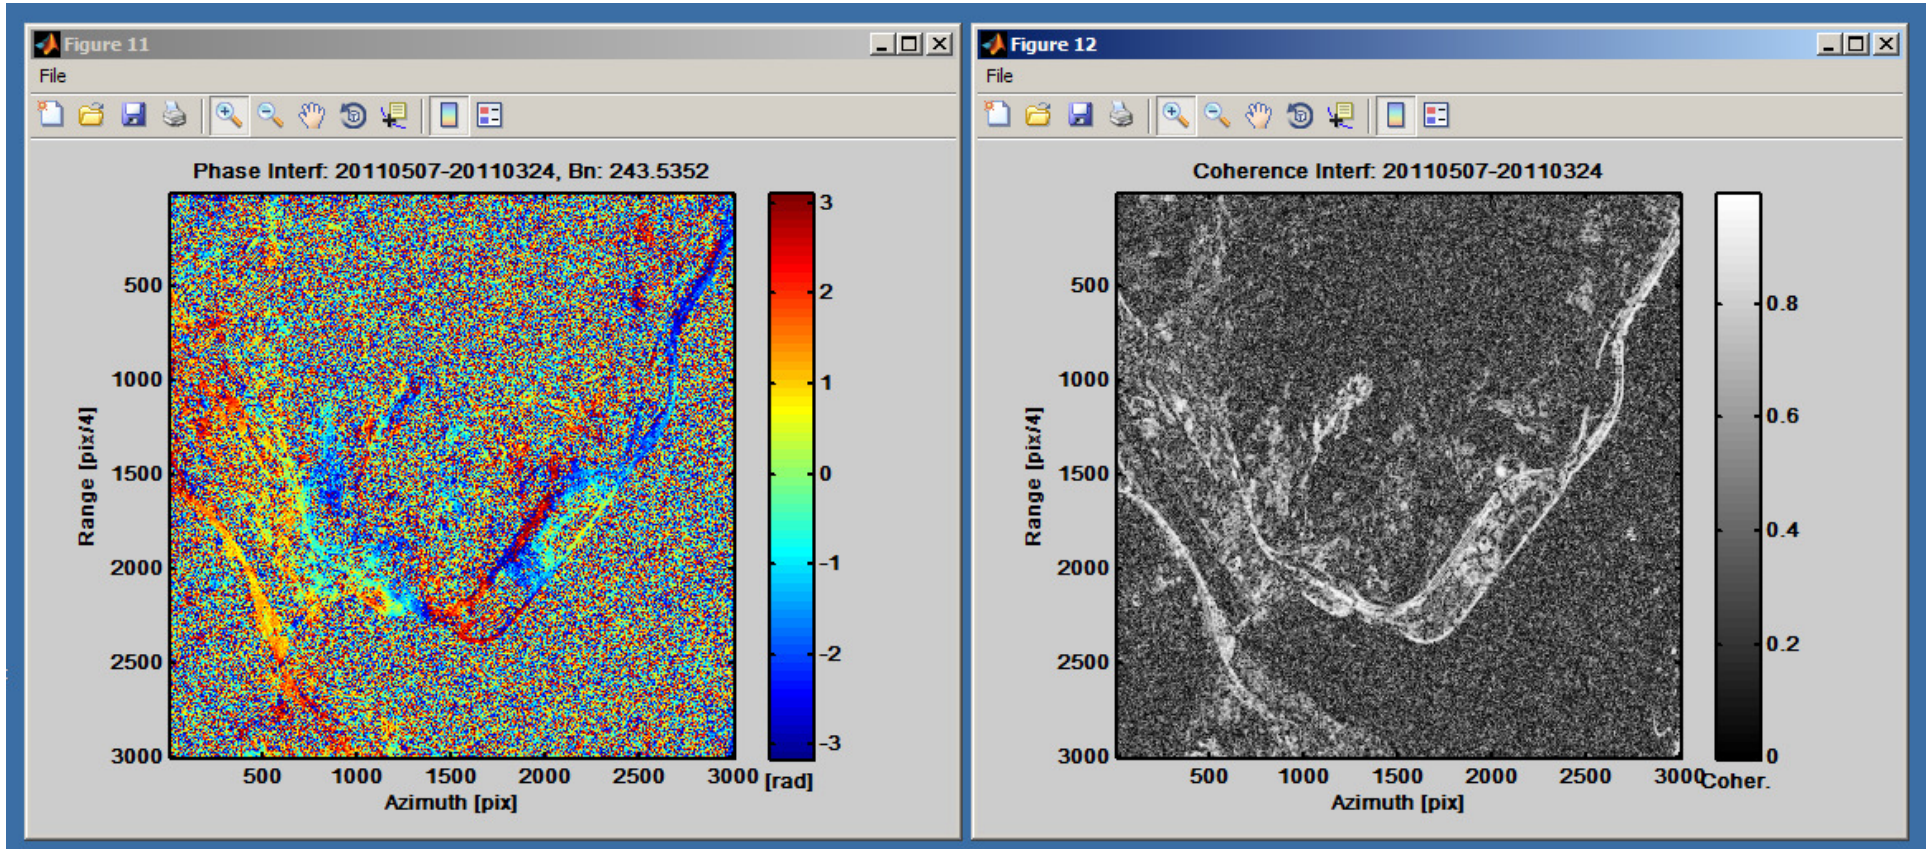 Figure 11
File
Phase Interf: 20110507-20110324, Bn: 243.5352
500
1000
1500
2000
2500
3000
Range [pix/4]
500 1000 1500 2000 2500 3000
Azimuth [pix]
3
2
1
0
-1
-2
-3
[rad]
Figure 12
File
Coherence Interf: 20110507-20110324
500
1000
1500
2000
2500
3000
Range [pix/4]
500 1000 1500 2000 2500 3000
Azimuth [pix]
0.8
0.6
0.4
0.2
0
Coher.